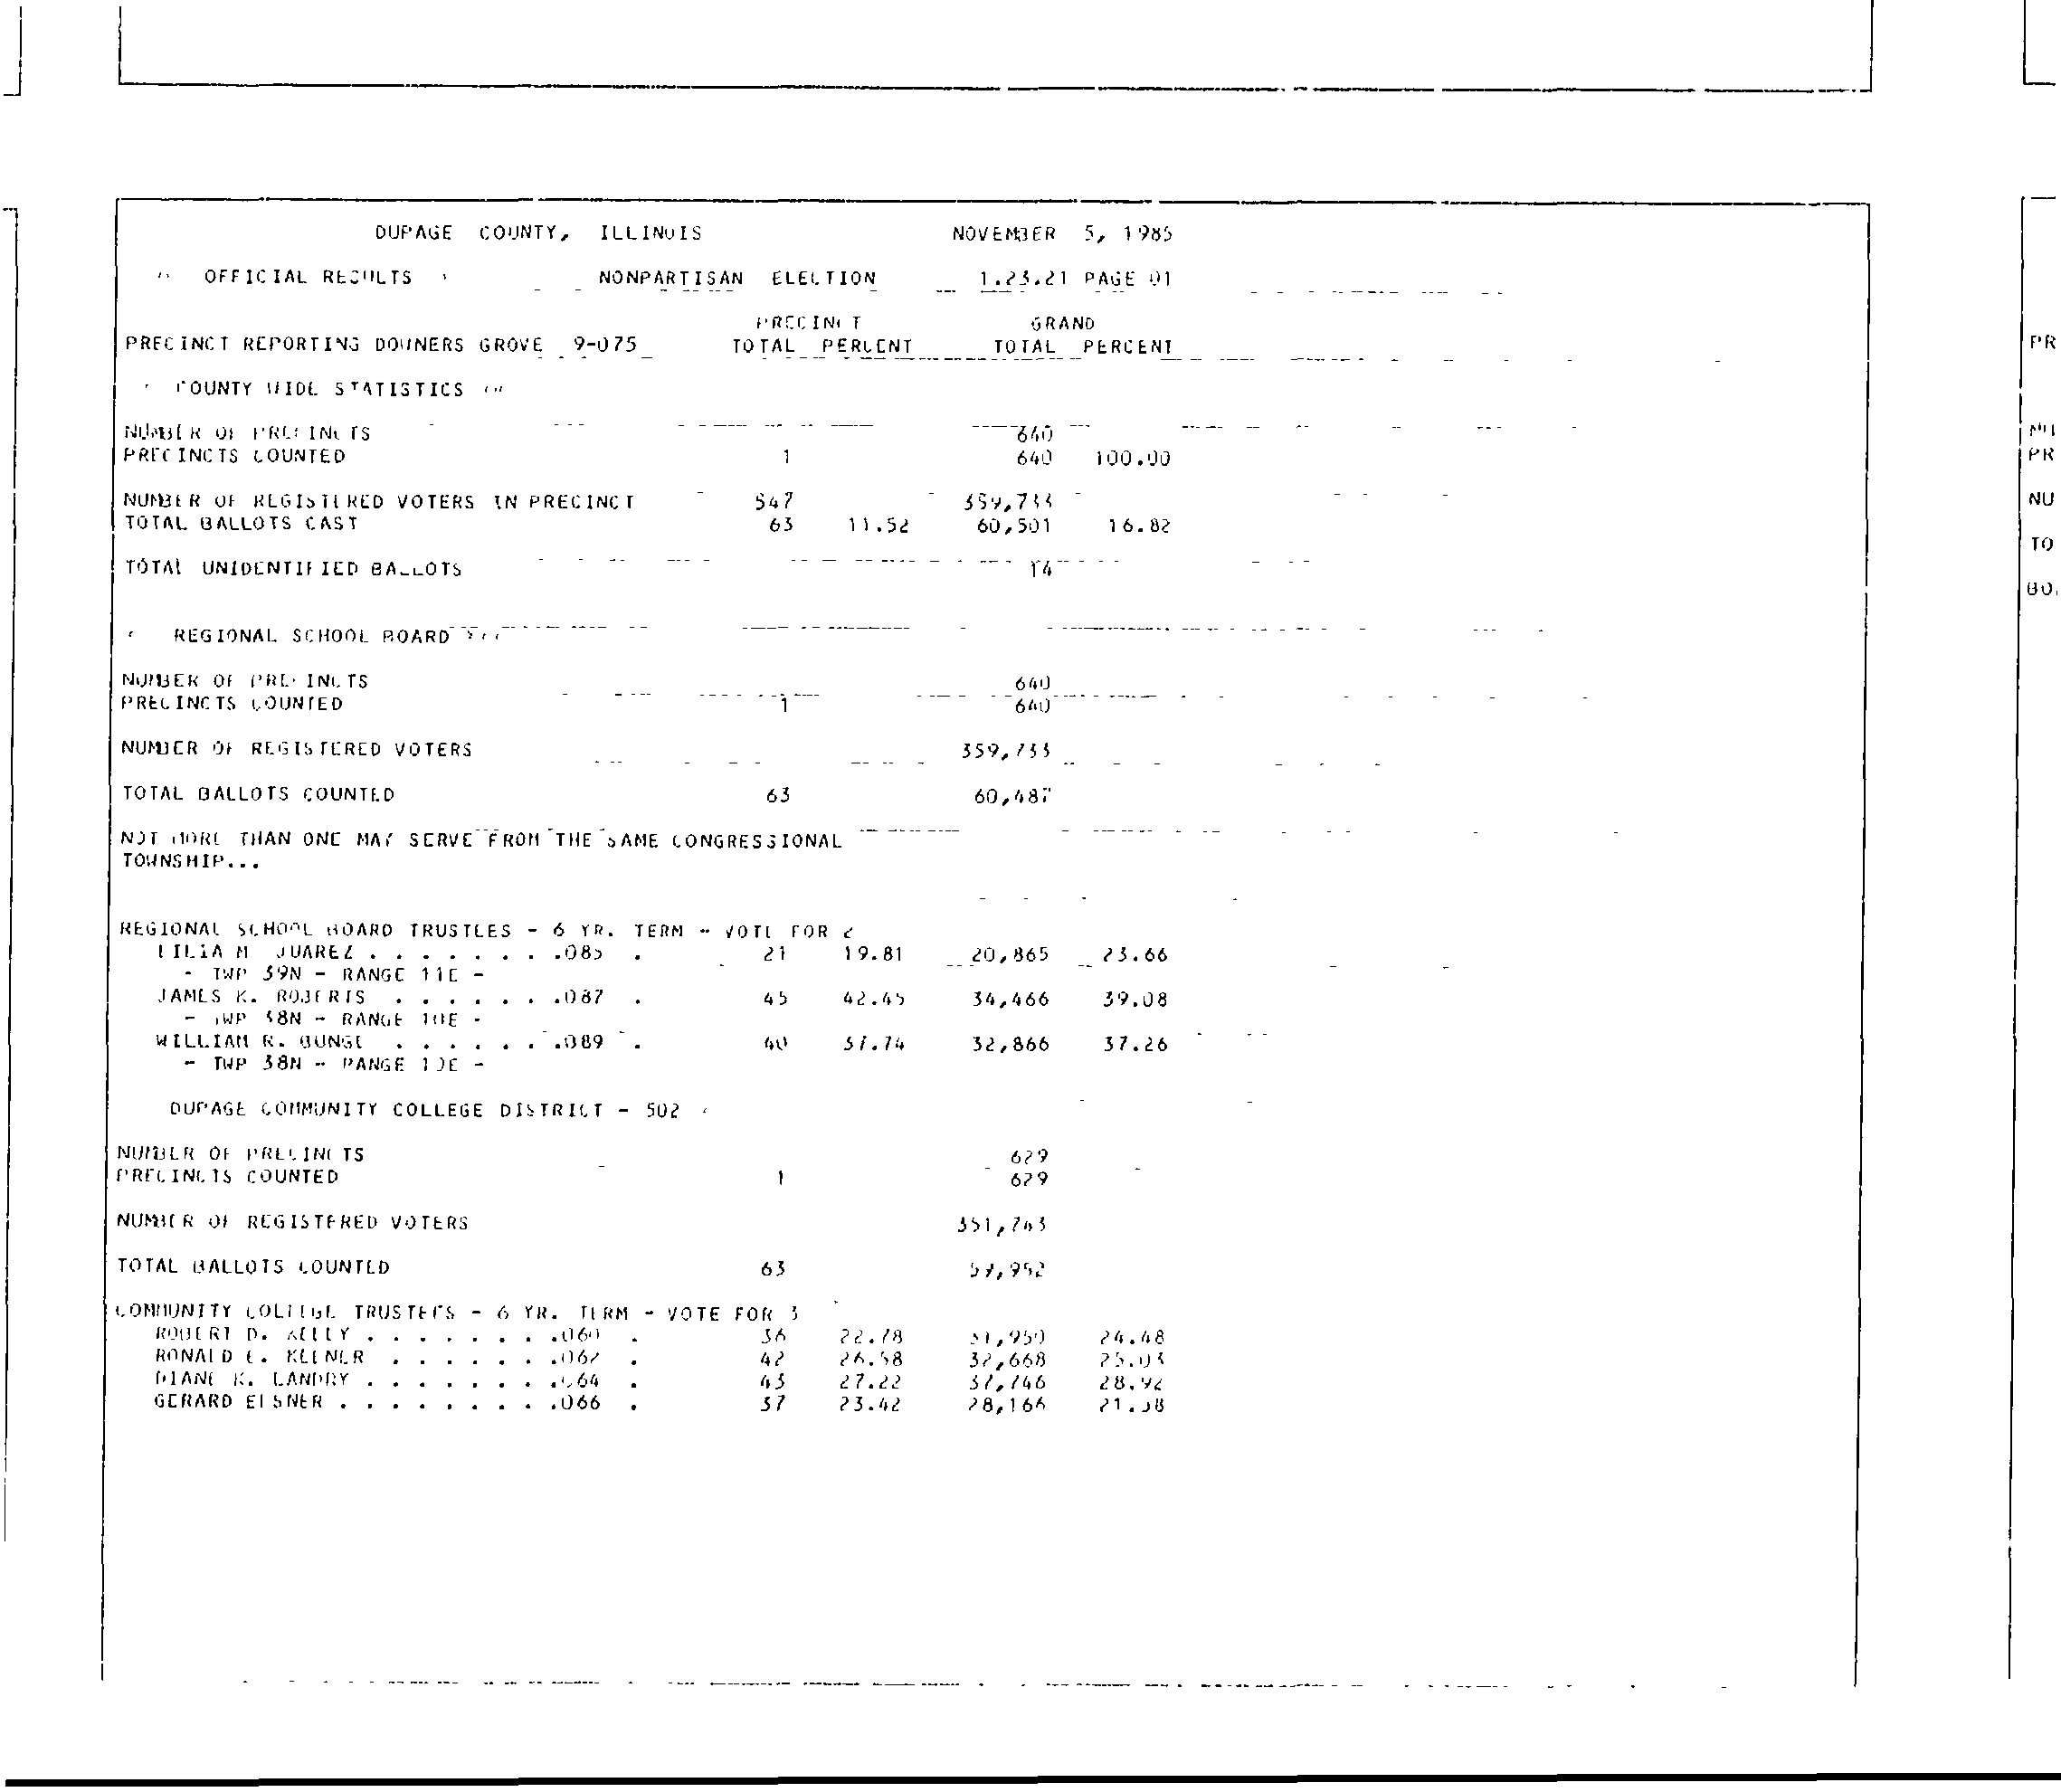 DUPAGE COUNTY, ILLINOIS NOVEMBER 5, 1985
OFFICIAL RESULTS NONPARTISAN ELECTION 1.23.21 PAGE 01
PRECINCT GRAND
PRECINCT REPORTING DOWNERS GROVE 9-075 TOTAL PERCENT TOTAL PERCENT
COUNTY WIDE STATISTICS
NUMBER OF PRECINCTS 640
PRECINCTS COUNTED 1 640 100.00
NUMBER OF REGISTERED VOTERS IN PRECINCT 547 359,733
TOTAL BALLOTS CAST 63 11.52 60,501 16.82
TOTAL UNIDENTIFIED BALLOTS 14
REGIONAL SCHOOL BOARD
NUMBER OF PRECINCTS 640
PRECINCTS COUNTED 1 640
NUMBER OF REGISTERED VOTERS 359,733
TOTAL BALLOTS COUNTED 63 60,487
NOT MORE THAN ONE MAY SERVE FROM THE SAME CONGRESSIONAL
TOWNSHIP...
REGIONAL SCHOOL BOARD TRUSTEES - 6 YR. TERM - VOTE FOR 2
LILIA M JUAREZ . . . . . . . .085 . 21 19.81 20,865 23.66
- TWP 39N - RANGE 11E -
JAMES K. ROBERTS . . . . . . .087 . 45 42.45 34,466 39.08
- TWP 38N - RANGE 10E -
WILLIAM R. BUNGE . . . . . . .089 . 40 37.74 32,866 37.26
- TWP 38N - RANGE 10E -
DUPAGE COMMUNITY COLLEGE DISTRICT - 502
NUMBER OF PRECINCTS 629
PRECINCTS COUNTED 1 629
NUMBER OF REGISTERED VOTERS 351,743
TOTAL BALLOTS COUNTED 63 59,952
COMMUNITY COLLEGE TRUSTEES - 6 YR. TERM - VOTE FOR 3
ROBERT D. KELLY . . . . . . . .060 . 36 22.78 31,950 24.48
RONALD E. KEENER . . . . . . .062 . 42 26.58 32,668 25.03
DIANE K. LANDRY . . . . . . . .064 . 43 27.22 37,746 28.92
GERARD EISNER . . . . . . . . .066 . 37 23.42 28,166 21.58
PR
PR
NU
TO